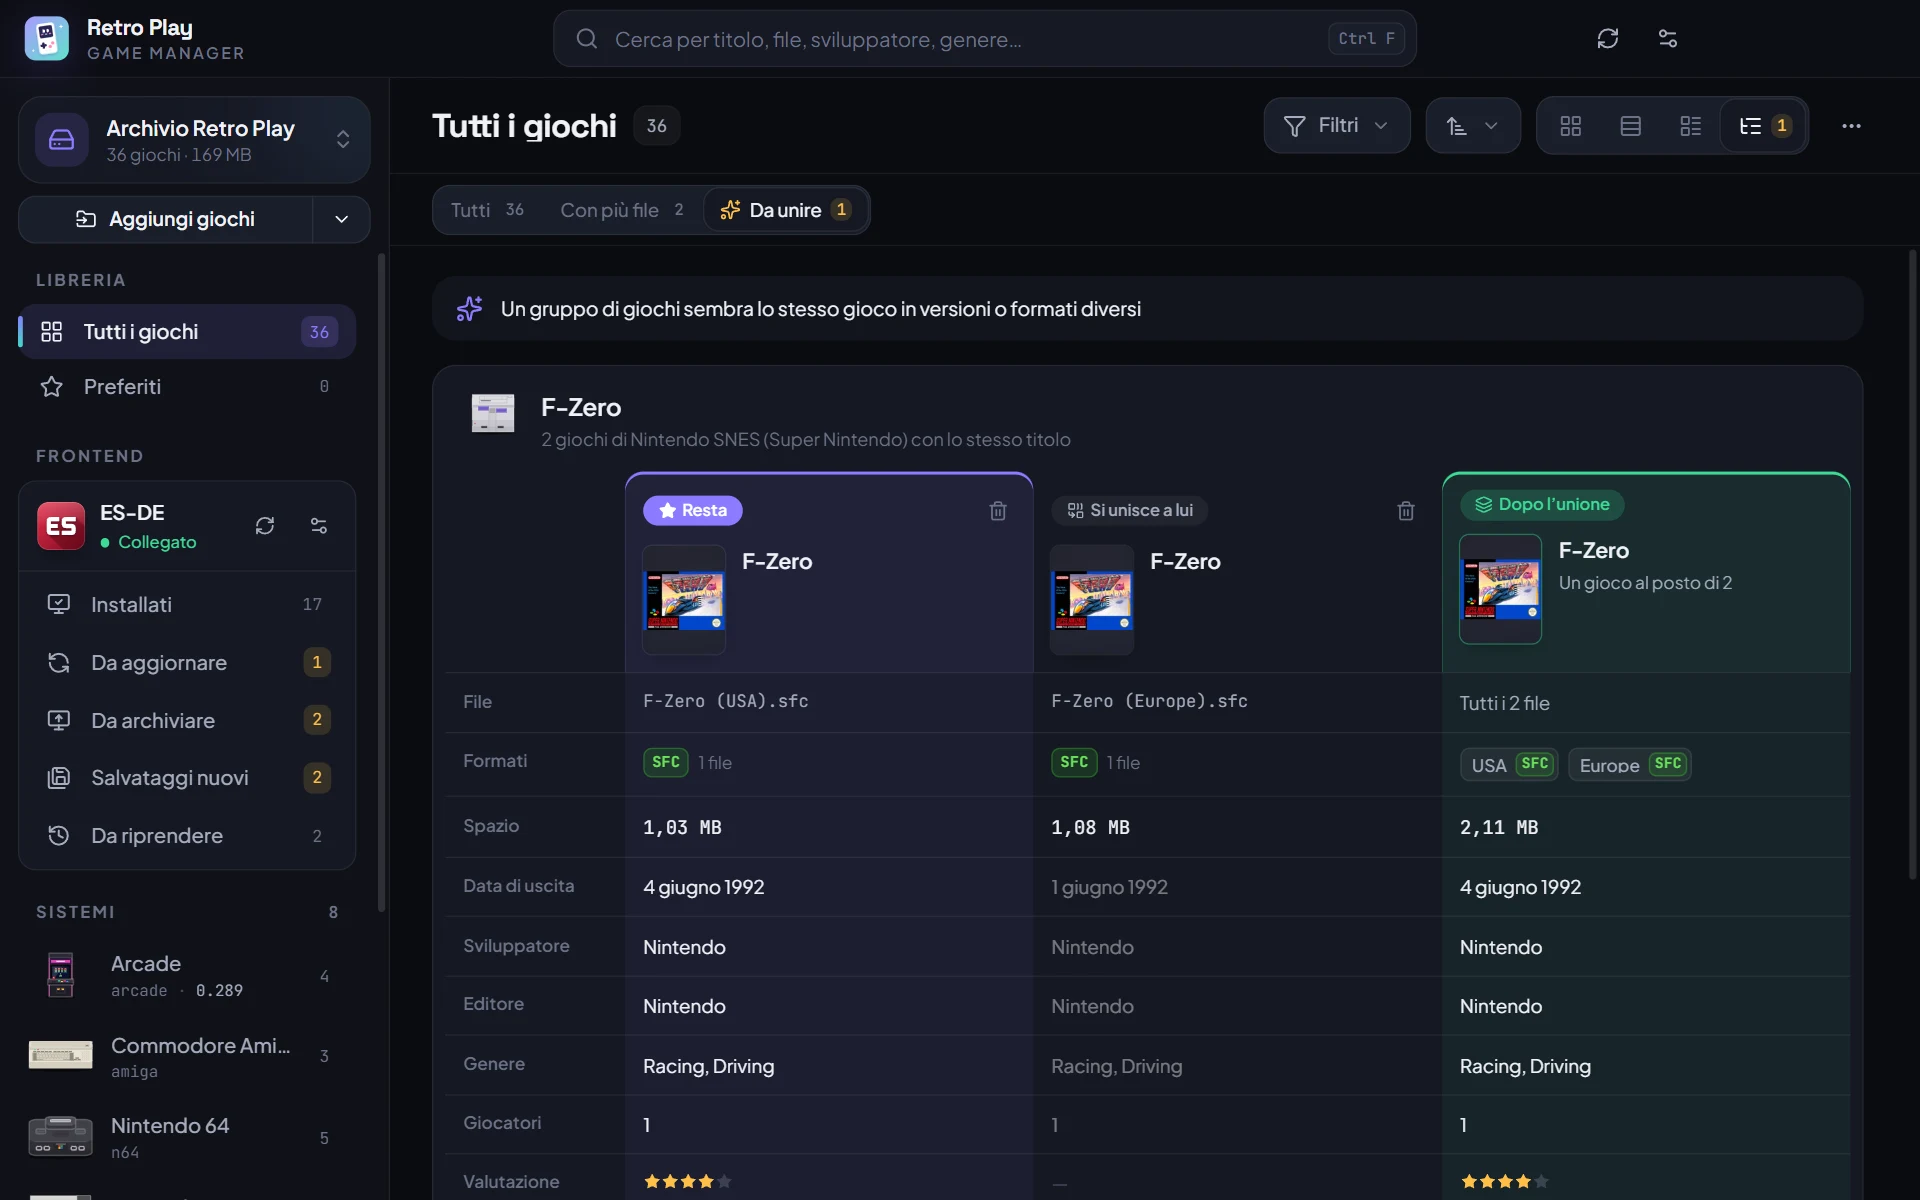 Retro Play
GAME MANAGER
Cerca per titolo, file, sviluppatore, genere…
Ctrl F
Archivio Retro Play
36 giochi · 169 MB
Aggiungi giochi
LIBRERIA
Tutti i giochi 36
Preferiti 0
FRONTEND
ES
ES-DE
Collegato
Installati 17
Da aggiornare 1
Da archiviare 2
Salvataggi nuovi 2
Da riprendere 2
SISTEMI 8
Arcade
arcade · 0.289
4
Commodore Ami…
amiga
3
Nintendo 64
n64
5
Tutti i giochi 36
Filtri
1
Tutti 36 Con più file 2 Da unire 1
Un gruppo di giochi sembra lo stesso gioco in versioni o formati diversi
F-Zero
2 giochi di Nintendo SNES (Super Nintendo) con lo stesso titolo
Resta Si unisce a lui Dopo l’unione
F-Zero F-Zero F-Zero
Un gioco al posto di 2
File F-Zero (USA).sfc F-Zero (Europe).sfc Tutti i 2 file
Formati SFC 1 file SFC 1 file USA SFC Europe SFC
Spazio 1,03 MB 1,08 MB 2,11 MB
Data di uscita 4 giugno 1992 1 giugno 1992 4 giugno 1992
Sviluppatore Nintendo Nintendo Nintendo
Editore Nintendo Nintendo Nintendo
Genere Racing, Driving Racing, Driving Racing, Driving
Giocatori 1 1 1
Valutazione —